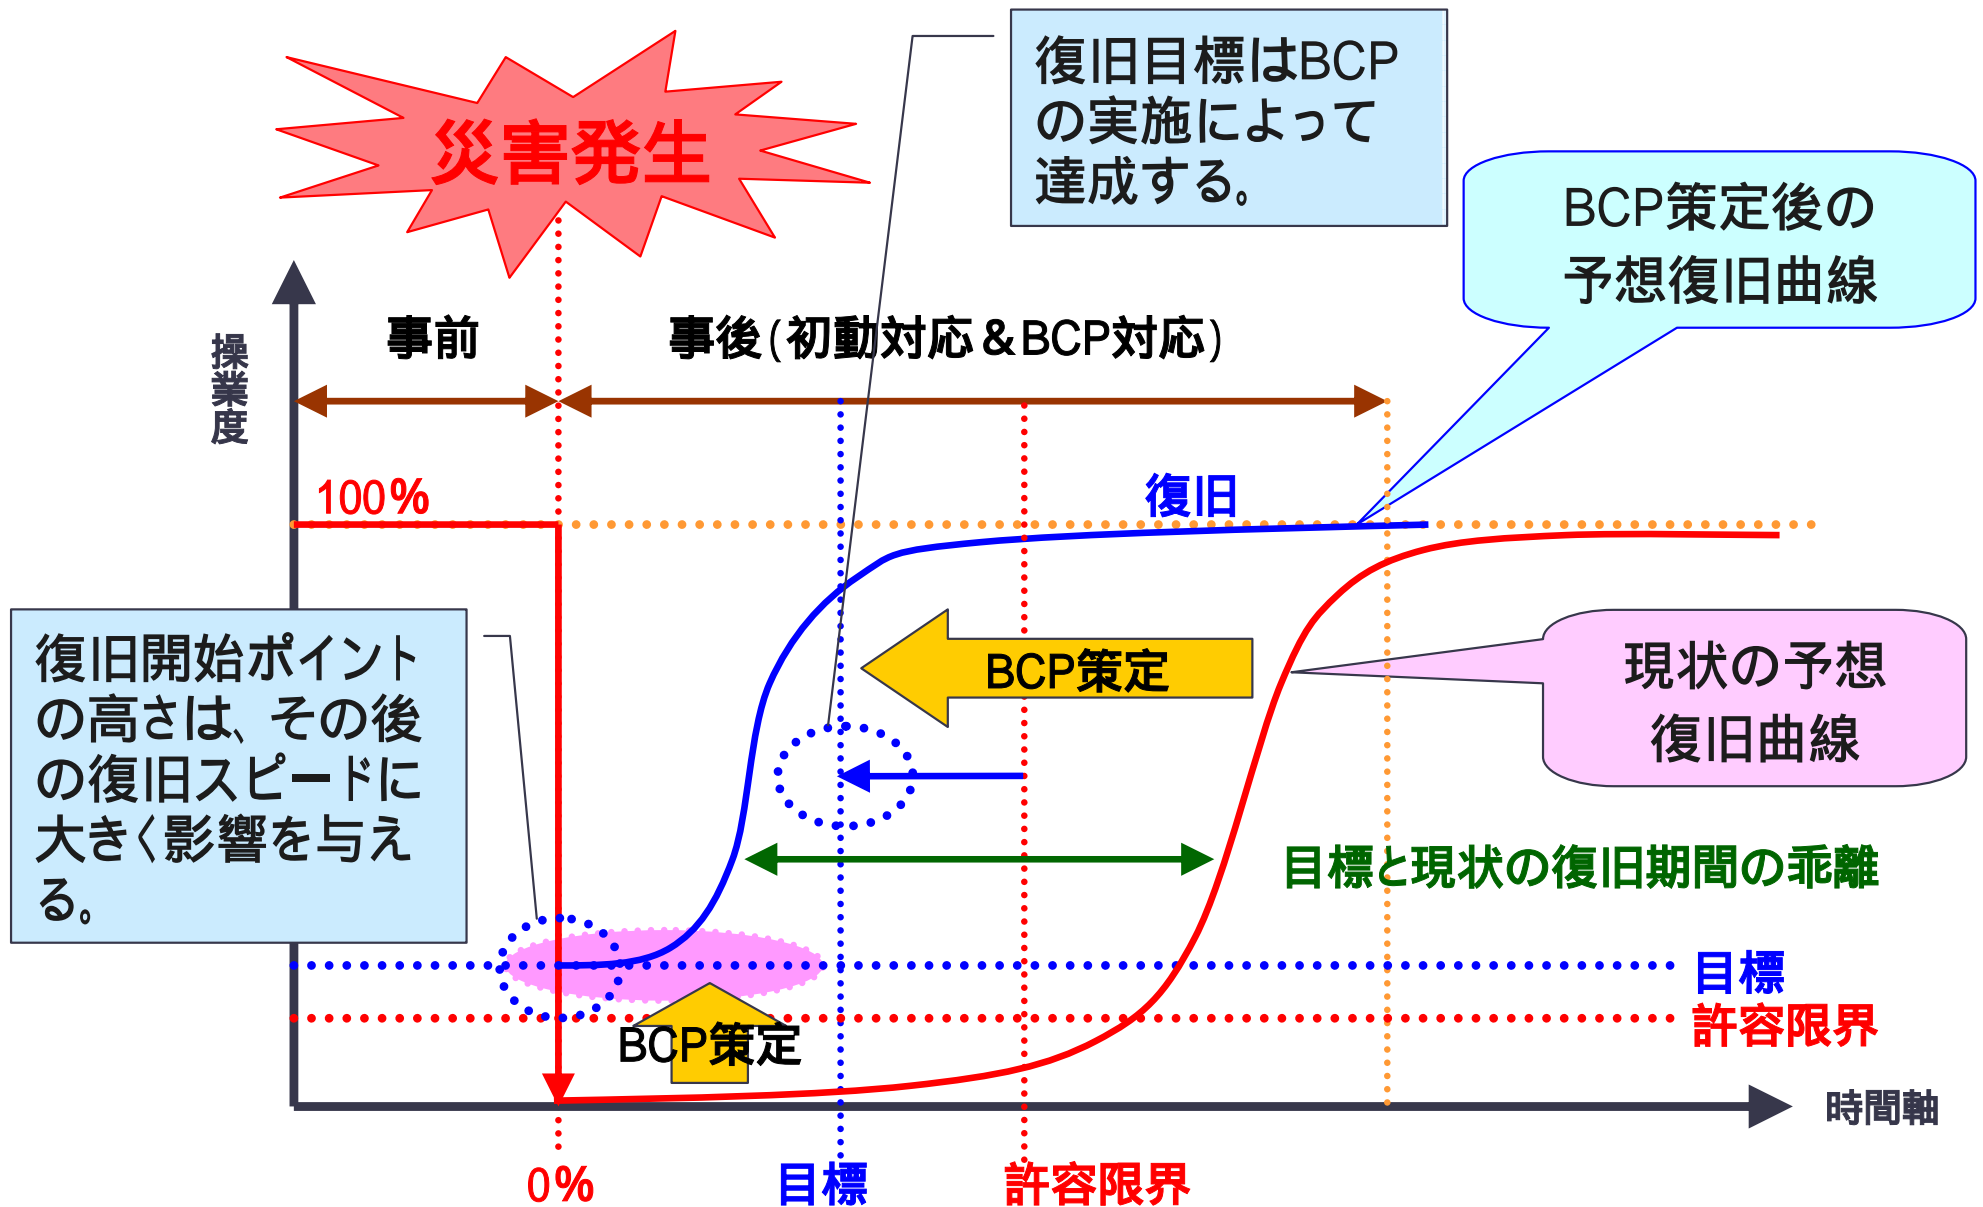 災害発生
復旧目標はBCP
の実施によって
達成する。
BCP策定後の
予想復旧曲線
事前
事後(初動対応＆BCP対応)
操業度
100%
復旧
復旧開始ポイント
の高さは、その後
の復旧スピードに
大きく影響を与え
る。
BCP策定
現状の予想
復旧曲線
目標と現状の復旧期間の乖離
目標
許容限界
BCP策定
時間軸
0%
目標
許容限界